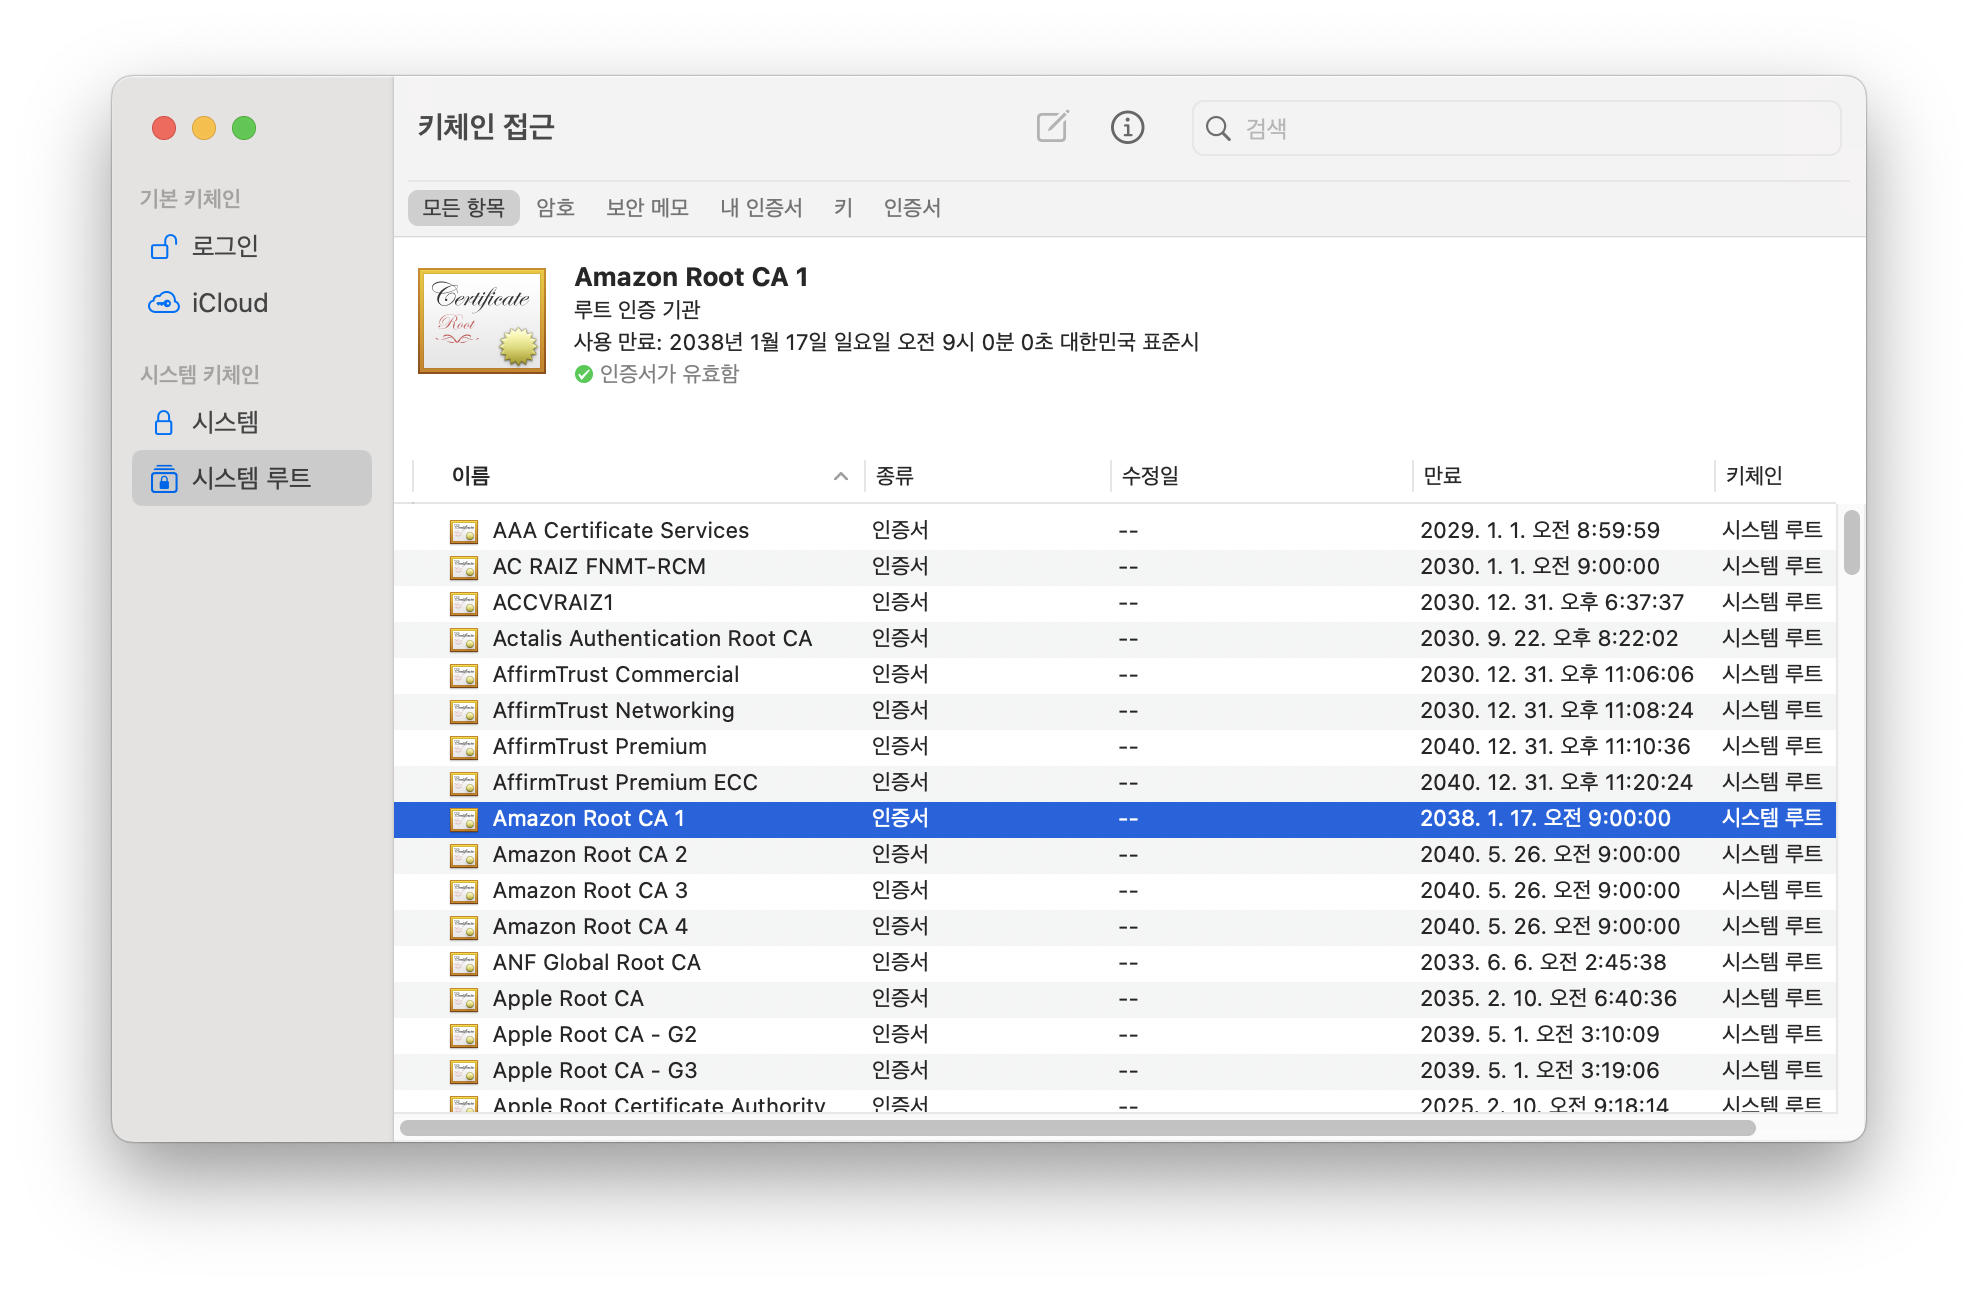 키체인 접근
검색
기본 키체인
로그인
iCloud
시스템 키체인
시스템
시스템 루트
모든 항목 암호 보안 메모 내 인증서 키 인증서
Certificate
Root
Amazon Root CA 1
루트 인증 기관
사용 만료: 2038년 1월 17일 일요일 오전 9시 0분 0초 대한민국 표준시
인증서가 유효함
이름 종류 수정일 만료 키체인
AAA Certificate Services 인증서 -- 2029. 1. 1. 오전 8:59:59 시스템 루트
AC RAIZ FNMT-RCM 인증서 -- 2030. 1. 1. 오전 9:00:00 시스템 루트
ACCVRAIZ1 인증서 -- 2030. 12. 31. 오후 6:37:37 시스템 루트
Actalis Authentication Root CA 인증서 -- 2030. 9. 22. 오후 8:22:02 시스템 루트
AffirmTrust Commercial 인증서 -- 2030. 12. 31. 오후 11:06:06 시스템 루트
AffirmTrust Networking 인증서 -- 2030. 12. 31. 오후 11:08:24 시스템 루트
AffirmTrust Premium 인증서 -- 2040. 12. 31. 오후 11:10:36 시스템 루트
AffirmTrust Premium ECC 인증서 -- 2040. 12. 31. 오후 11:20:24 시스템 루트
Amazon Root CA 1 인증서 -- 2038. 1. 17. 오전 9:00:00 시스템 루트
Amazon Root CA 2 인증서 -- 2040. 5. 26. 오전 9:00:00 시스템 루트
Amazon Root CA 3 인증서 -- 2040. 5. 26. 오전 9:00:00 시스템 루트
Amazon Root CA 4 인증서 -- 2040. 5. 26. 오전 9:00:00 시스템 루트
ANF Global Root CA 인증서 -- 2033. 6. 6. 오전 2:45:38 시스템 루트
Apple Root CA 인증서 -- 2035. 2. 10. 오전 6:40:36 시스템 루트
Apple Root CA - G2 인증서 -- 2039. 5. 1. 오전 3:10:09 시스템 루트
Apple Root CA - G3 인증서 -- 2039. 5. 1. 오전 3:19:06 시스템 루트
Apple Root Certificate Authority 인증서 -- 2025. 2. 10. 오전 9:18:14 시스템 루트